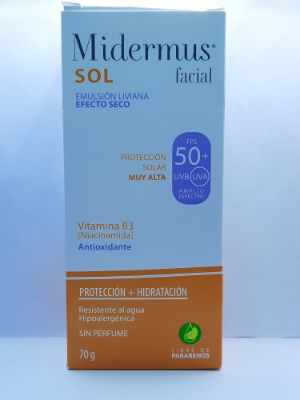 Midermus®
SOL facial
EMULSIÓN LIVIANA
EFECTO SECO
PROTECCIÓN
SOLAR
MUY ALTA
FPS
50+
UVB UVA
AMPLIO
ESPECTRO
Vitamina B3
[Niacinamida]
Antioxidante
PROTECCIÓN + HIDRATACIÓN
Resistente al agua
Hipoalergénica
SIN PERFUME
LIBRE DE
PARABENOS
70 g